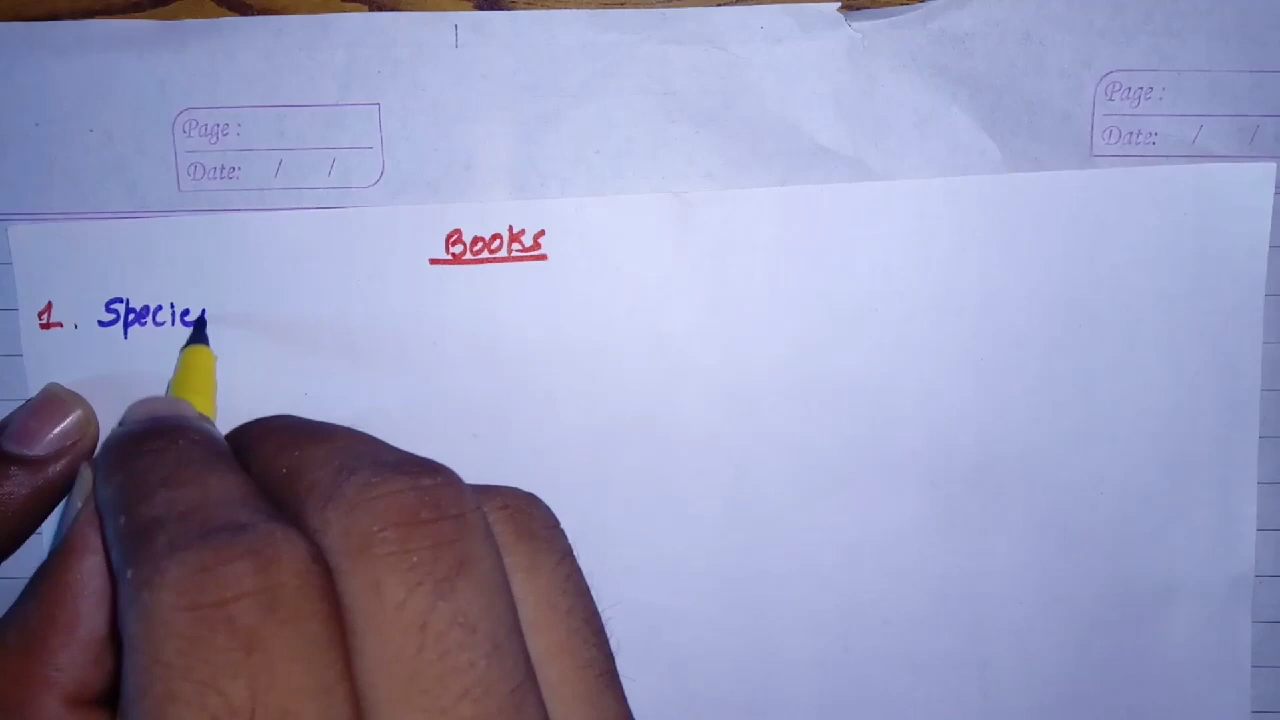 Page :
Date: / /
Page :
Date: / /
Books
1. Specie